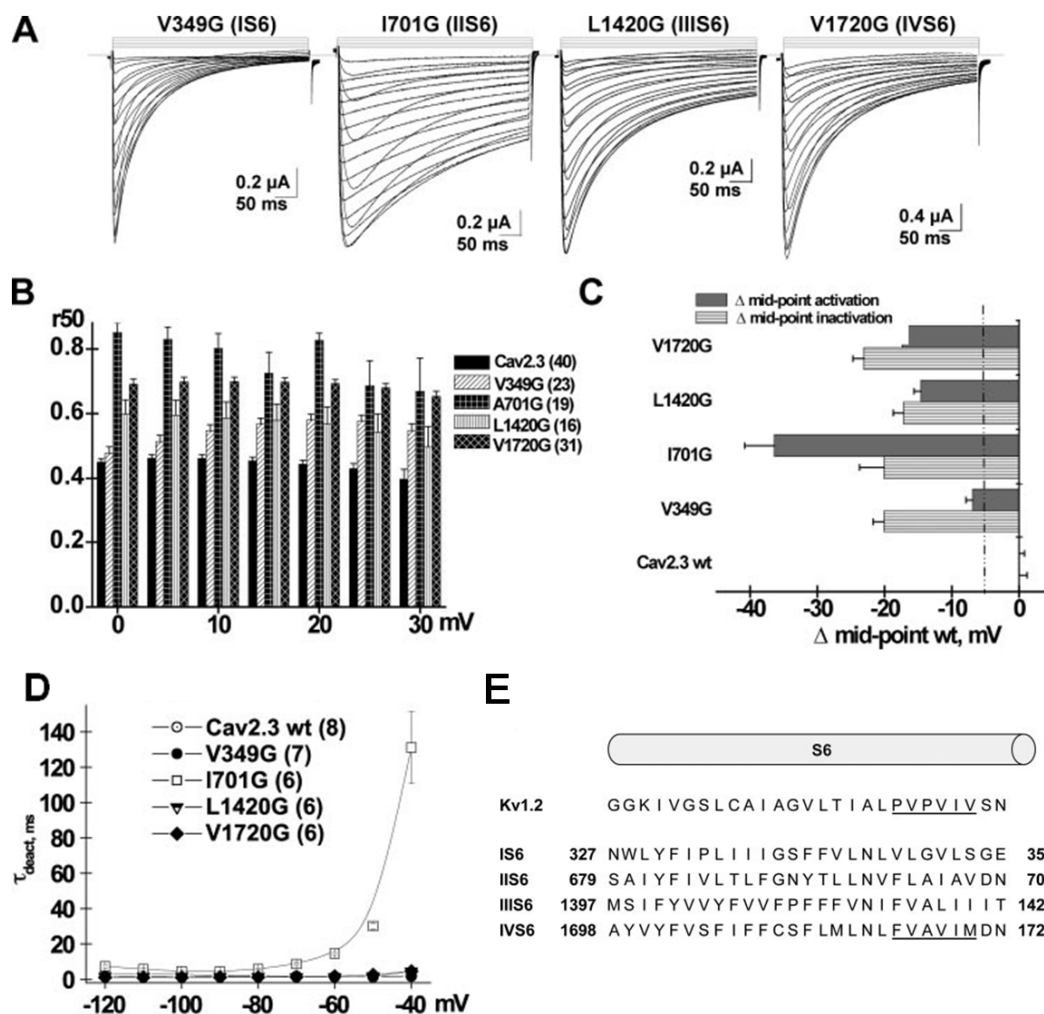 A
V349G (IS6)
I701G (IIS6)
L1420G (IIIS6)
V1720G (IVS6)
0.2 µA
50 ms
0.2 µA
50 ms
0.2 µA
50 ms
0.4 µA
50 ms
B
r50
0.8
0.6
0.4
0.2
0.0
0 10 20 30 mV
Cav2.3 (40)
V349G (23)
A701G (19)
L1420G (16)
V1720G (31)
C
Δ mid-point activation
Δ mid-point inactivation
V1720G
L1420G
I701G
V349G
Cav2.3 wt
-40 -30 -20 -10 0
Δ mid-point wt, mV
D
τdeact, ms
140
120
100
80
60
40
20
0
-120 -100 -80 -60 mV -40
Cav2.3 wt (8)
V349G (7)
I701G (6)
L1420G (6)
V1720G (6)
E
S6
Kv1.2 GGKIVGSLCAIAGVLTIALPVPVIVSN
IS6 327 NWLYFIPLIIIGSFFVLNLVLGVLSGE 35
IIS6 679 SAIYFIVLTLFGNYTLLNVFLAIAVDN 70
IIIS6 1397 MSIFYVVYFVVFPFFFVNIFVALIIIT 142
IVS6 1698 AYVYFVSFIFFCSFLMLNLFVAVIMDN 172